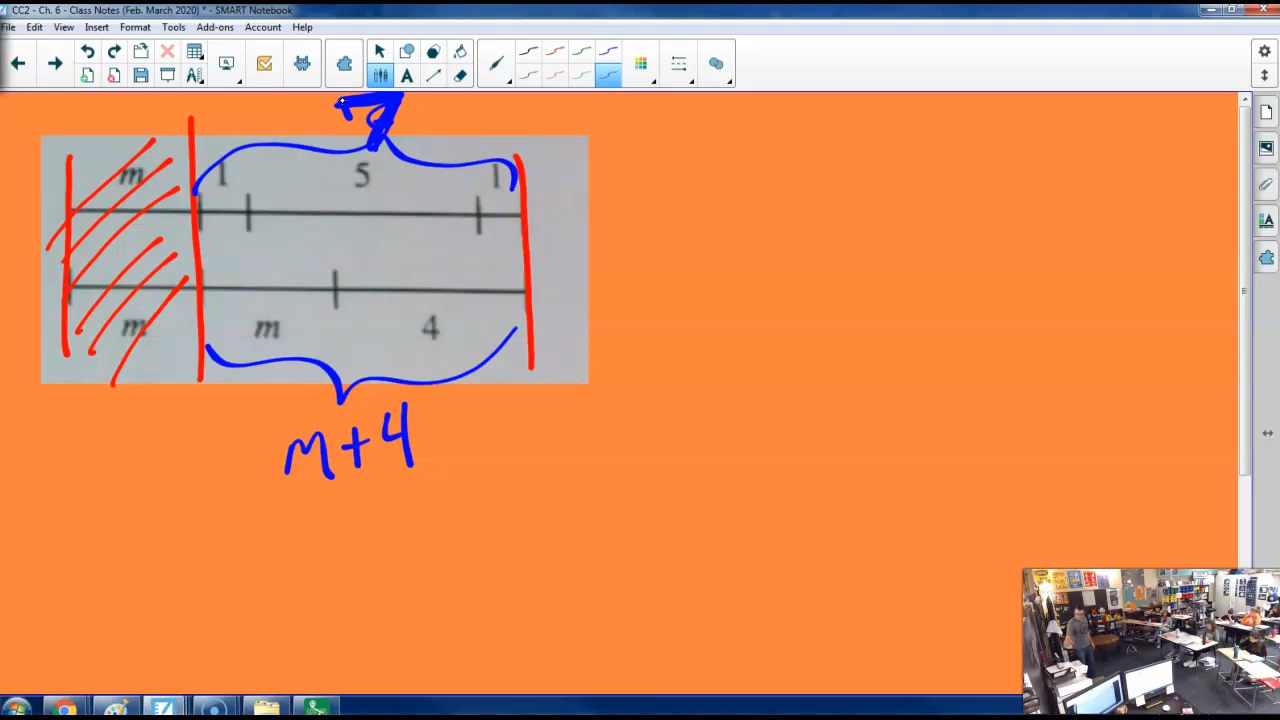 CC2 - Ch. 6 - Class Notes (Feb. March 2020) * - SMART Notebook
File Edit View Insert Format Tools Add-ons Account Help
m 1 5 1
m m 4
m + 4